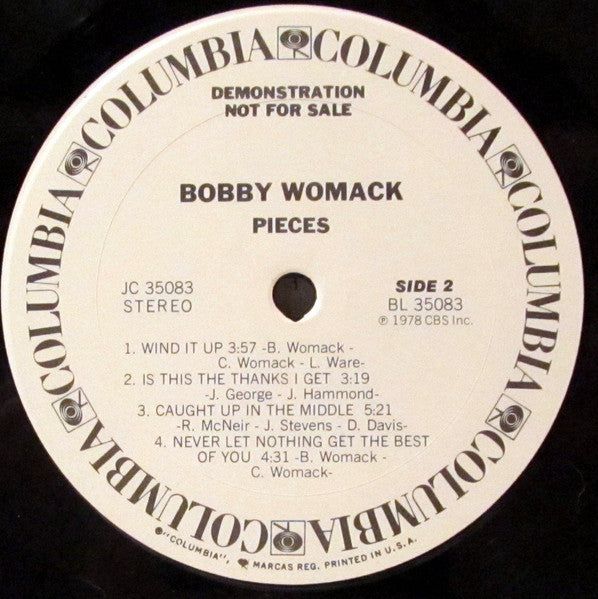 COLUMBIA COLUMBIA COLUMBIA COLUMBIA COLUMBIA COLUMBIA COLUMBIA COLUMBIA
DEMONSTRATION
NOT FOR SALE
BOBBY WOMACK
PIECES
JC 35083 SIDE 2
STEREO BL 35083
℗ 1978 CBS Inc.
1. WIND IT UP 3:57 -B. Womack -
C. Womack - L. Ware-
2. IS THIS THE THANKS I GET 3:19
-J. George - J. Hammond-
3. CAUGHT UP IN THE MIDDLE 5:21
-R. McNeir - J. Stevens - D. Davis-
4. NEVER LET NOTHING GET THE BEST
OF YOU 4:31 -B. Womack -
C. Womack-
®"COLUMBIA", MARCAS REG. PRINTED IN U.S.A.